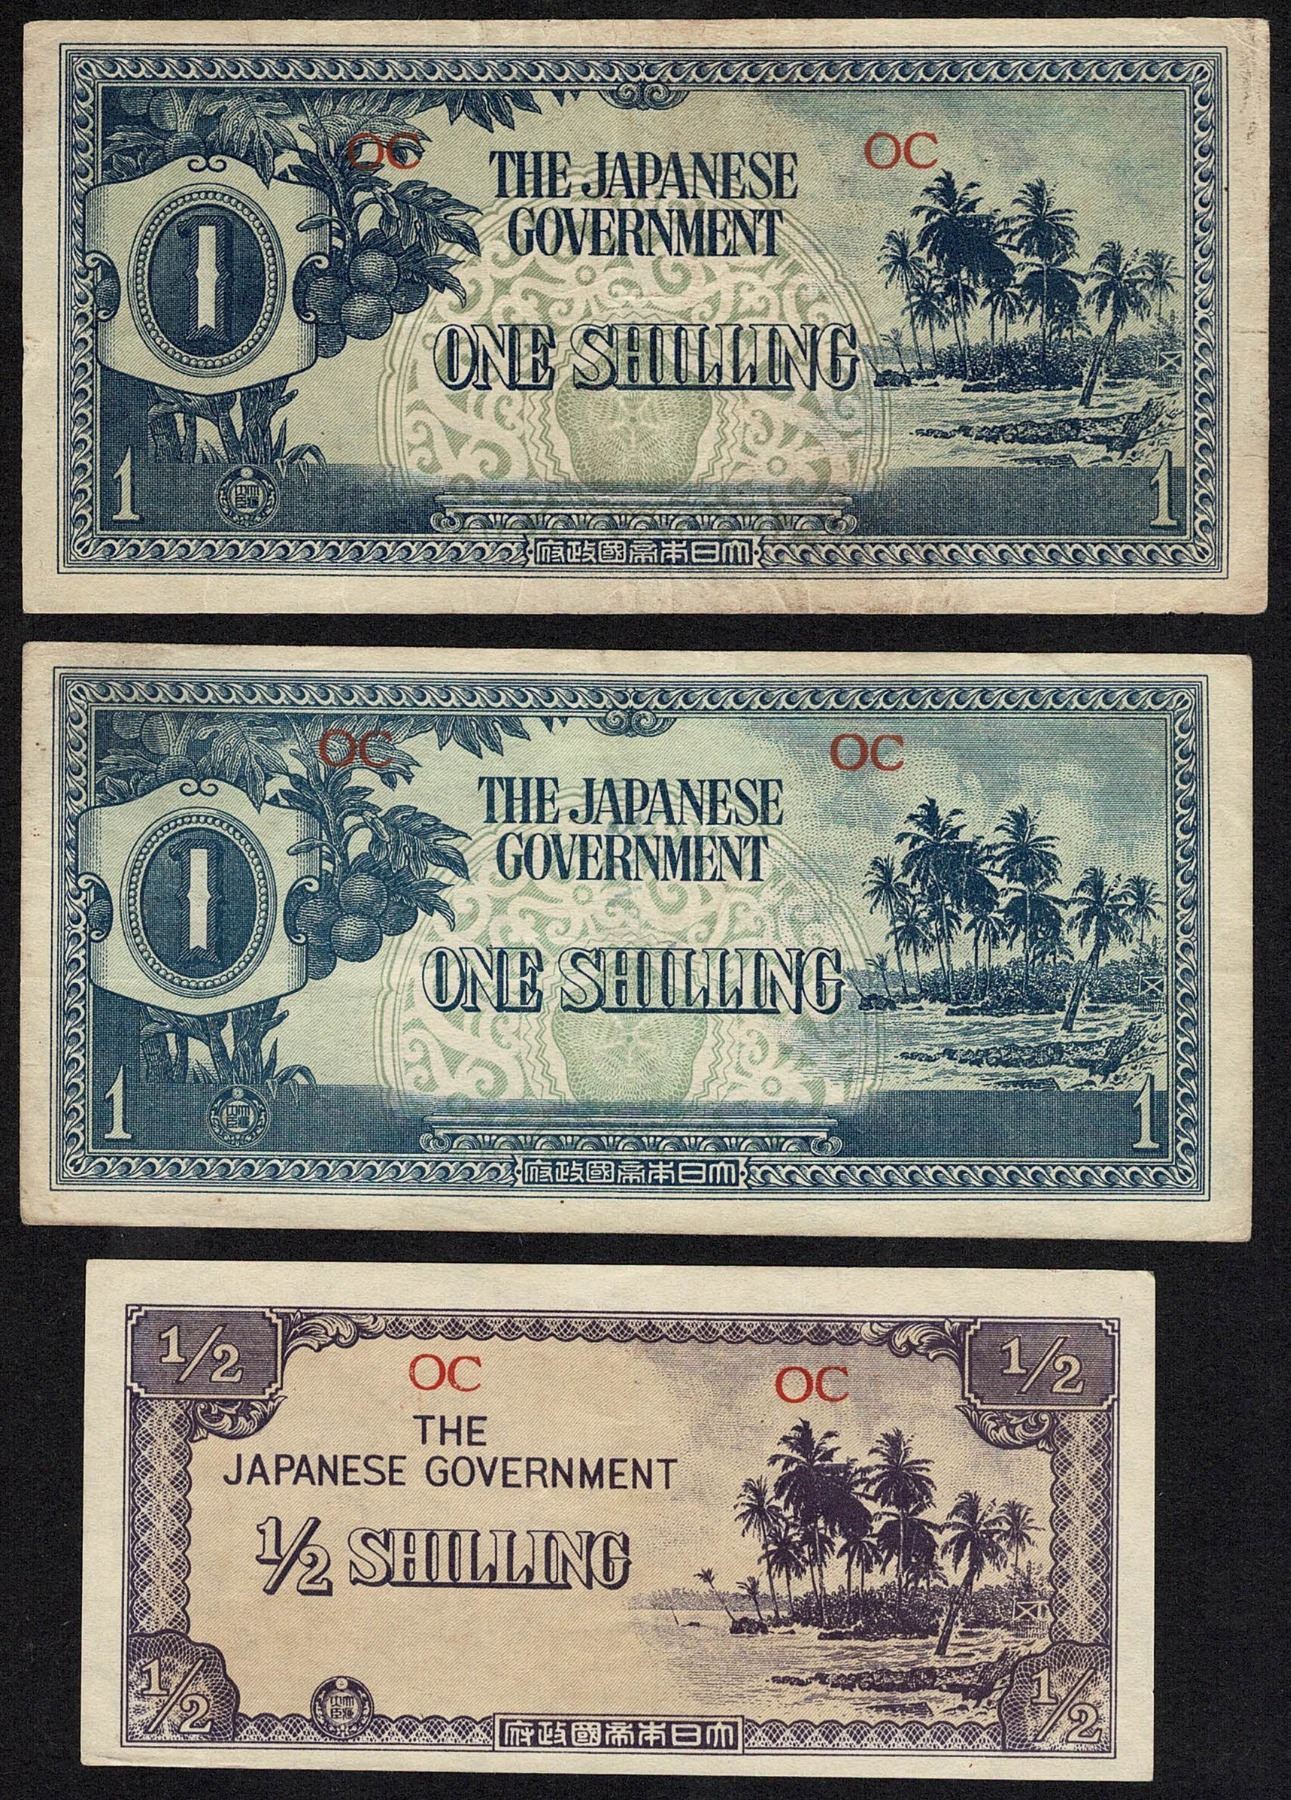 OC OC
THE JAPANESE
GOVERNMENT
1
ONE SHILLING
1 1
府政國帝本日大
OC OC
THE JAPANESE
GOVERNMENT
1
ONE SHILLING
1 1
府政國帝本日大
1/2 1/2
OC OC
THE
JAPANESE GOVERNMENT
1/2 SHILLING
1/2 1/2
府政國帝本日大